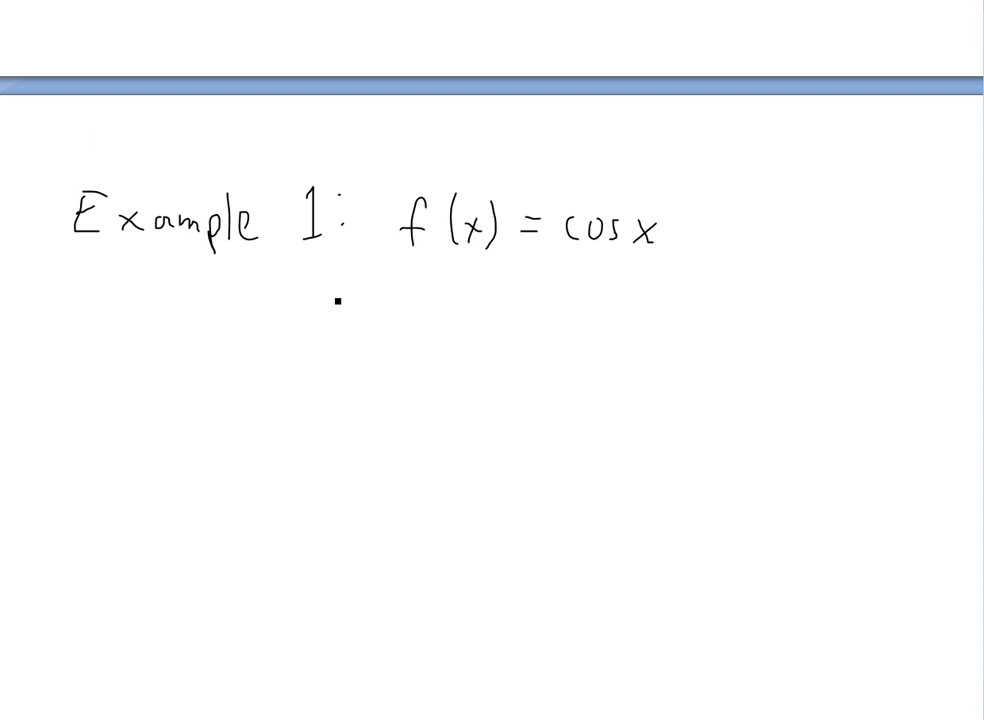 Example 1: f(x) = cos x